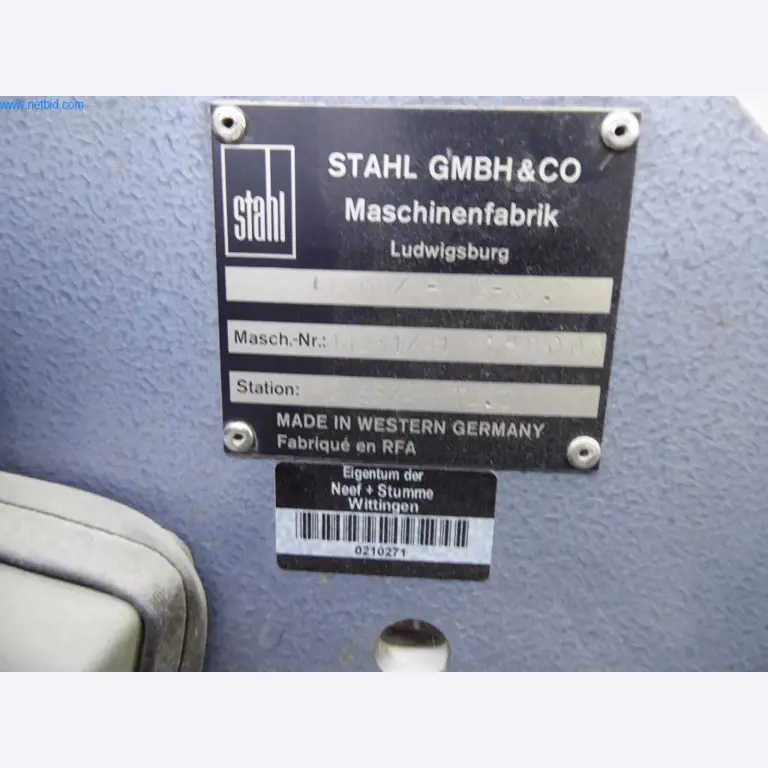 www.netbid.com
stahl
STAHL GMBH & CO
Maschinenfabrik
Ludwigsburg
Masch.-Nr.:
Station:
MADE IN WESTERN GERMANY
Fabriqué en RFA
Eigentum der
Neef + Stumme
Wittingen
0210271